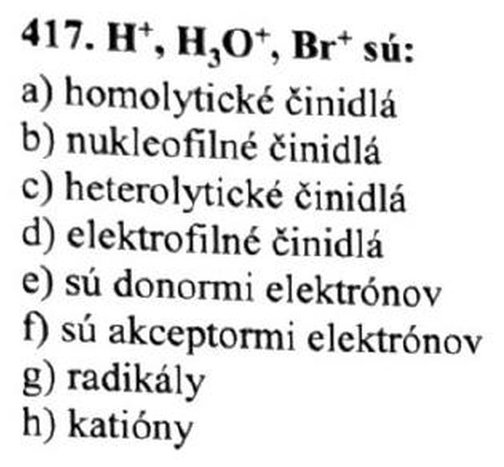 417. H⁺, H₃O⁺, Br⁺ sú:
a) homolytické činidlá
b) nukleofilné činidlá
c) heterolytické činidlá
d) elektrofilné činidlá
e) sú donormi elektrónov
f) sú akceptormi elektrónov
g) radikály
h) katióny